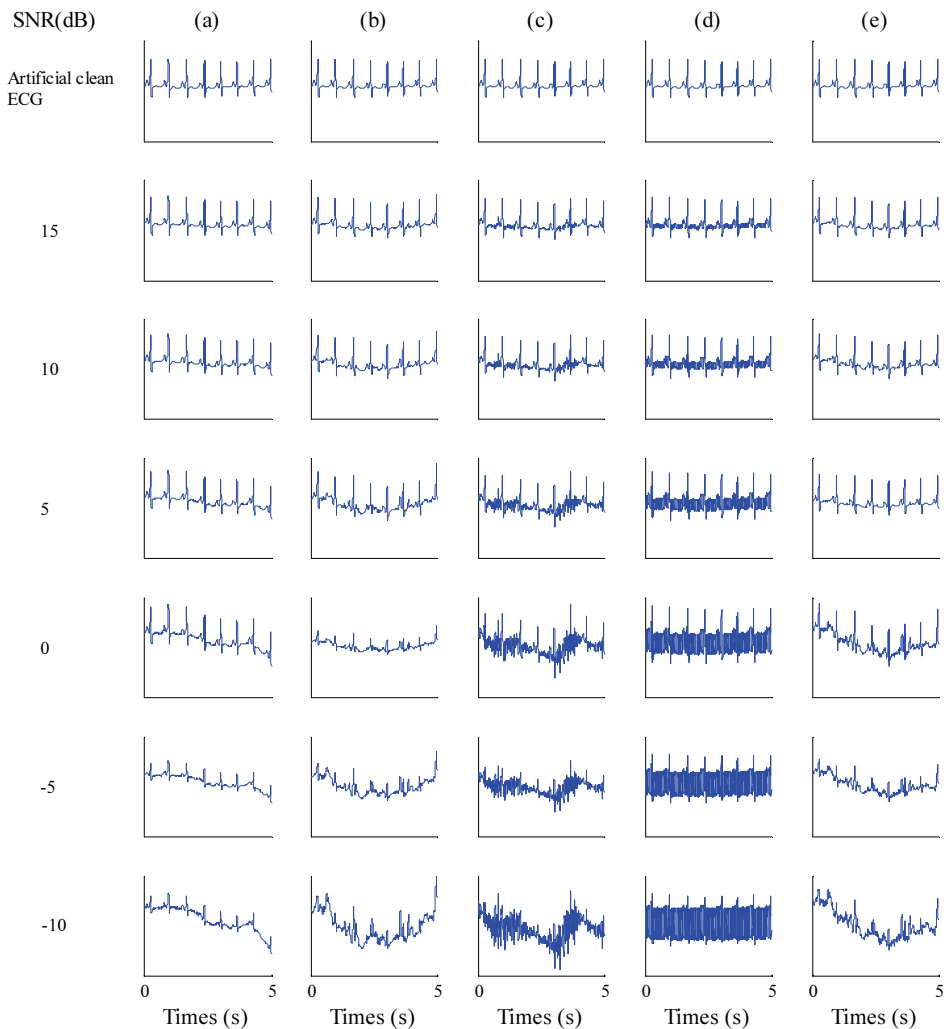 SNR(dB) (a) (b) (c) (d) (e)
Artificial clean
ECG
15
10
5
0
-5
-10
0 5 0 5 0 5 0 5 0 5
Times (s) Times (s) Times (s) Times (s) Times (s)